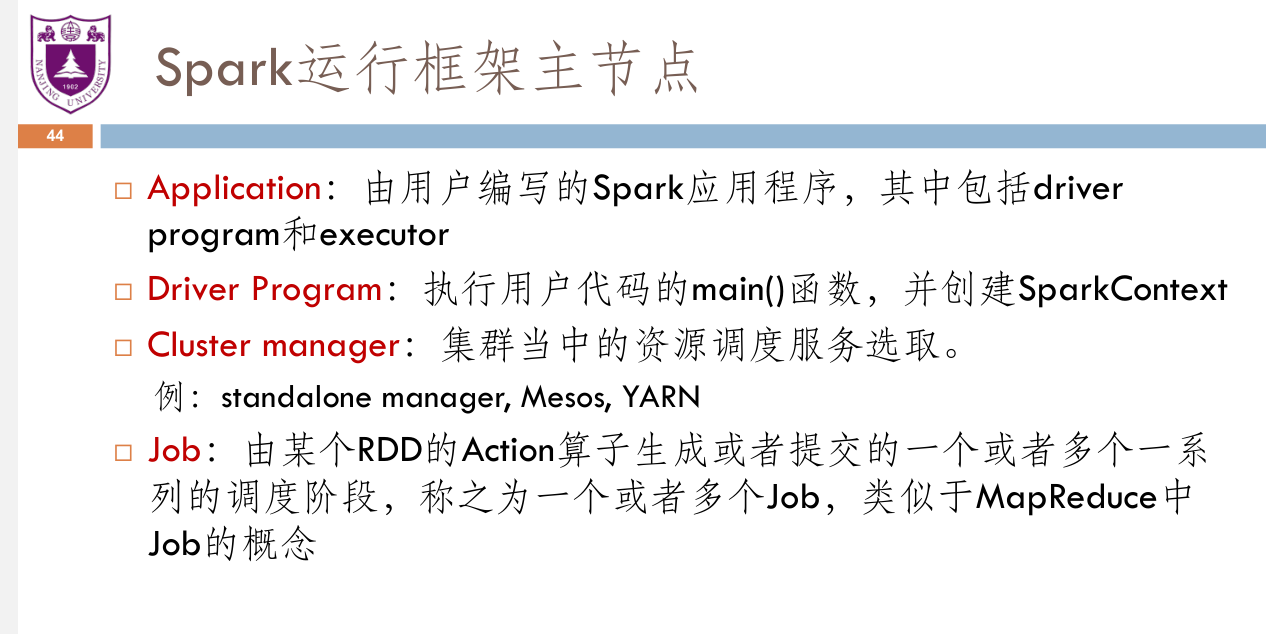 NANJING UNIVERSITY
1902
Spark运行框架主节点
44
Application：由用户编写的Spark应用程序，其中包括driver
program和executor
Driver Program：执行用户代码的main()函数，并创建SparkContext
Cluster manager：集群当中的资源调度服务选取。
例：standalone manager, Mesos, YARN
Job：由某个RDD的Action算子生成或者提交的一个或者多个一系
列的调度阶段，称之为一个或者多个Job，类似于MapReduce中
Job的概念